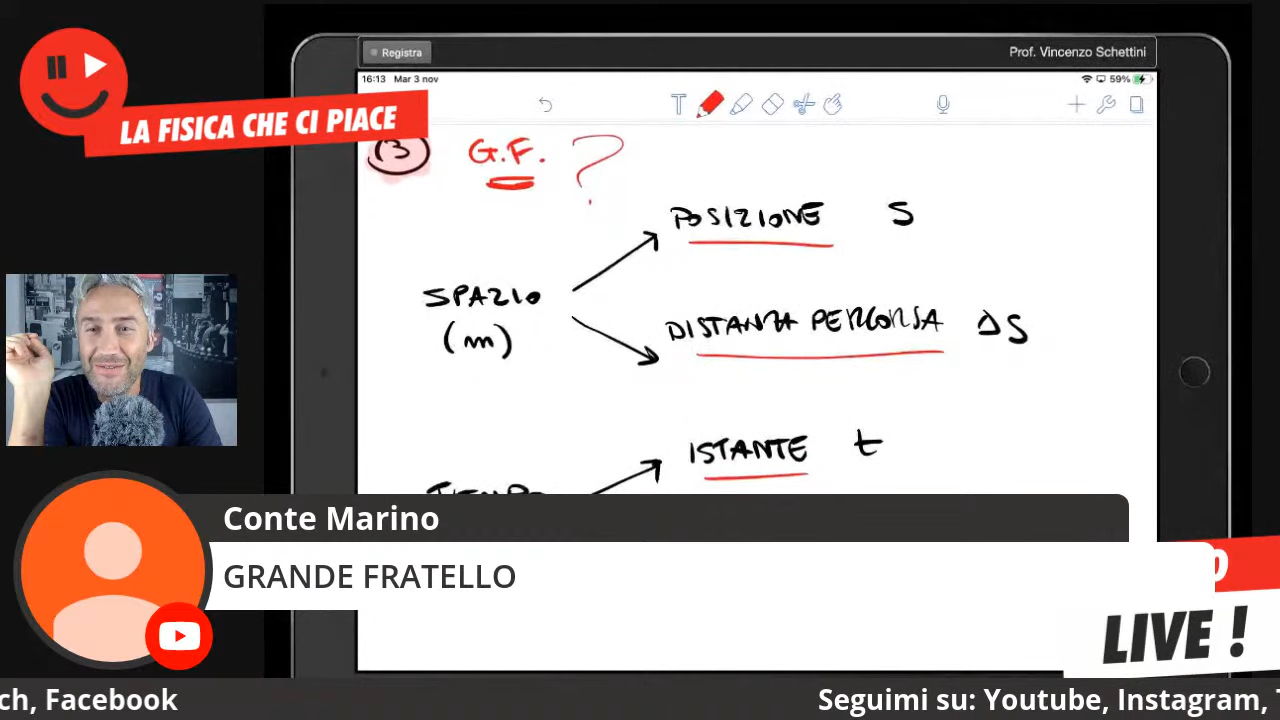 Registra
Prof. Vincenzo Schettini
16:13 Mar 3 nov
59%
LA FISICA CHE CI PIACE
T
3 G.F. ?
POSIZIONE S
SPAZIO
(m)
DISTANZA PERCORSA ΔS
ISTANTE t
TEMPO
Conte Marino
GRANDE FRATELLO
LIVE !
ch, Facebook
Seguimi su: Youtube, Instagram, T